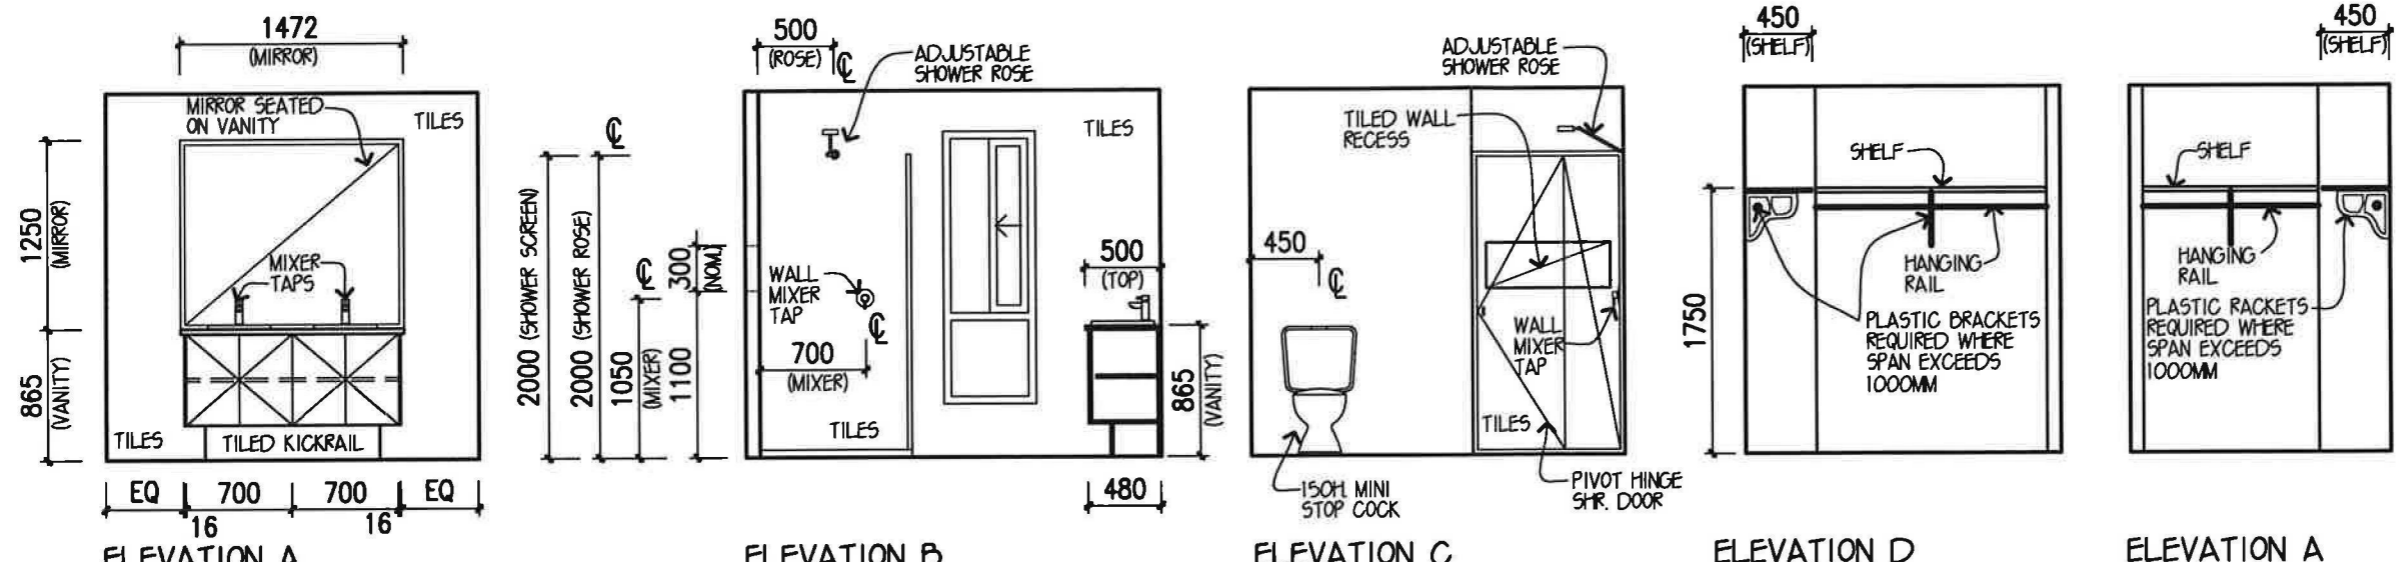 1472
(MIRROR)
MIRROR SEATED
ON VANITY
TILES
1250
(MIRROR)
MIXER
TAPS
865
(VANITY)
TILES
TILED KICKRAIL
EQ
700
700
EQ
16
16
ELEVATION A
500
(ROSE)
℄
ADJUSTABLE
SHOWER ROSE
℄
2000 (SHOWER SCREEN)
2000 (SHOWER ROSE)
℄
1050
(MIXER)
300
(NOM.)
1100
TILES
WALL
MIXER
TAP
℄
700
(MIXER)
TILES
500
(TOP)
865
(VANITY)
480
ELEVATION B
ADJUSTABLE
SHOWER ROSE
TILED WALL
RECESS
450
℄
WALL
MIXER
TAP
TILES
150H. MINI
STOP COCK
PIVOT HINGE
SHR. DOOR
ELEVATION C
450
(SHELF)
SHELF
1750
HANGING
RAIL
PLASTIC BRACKETS
REQUIRED WHERE
SPAN EXCEEDS
1000MM
ELEVATION D
450
(SHELF)
SHELF
HANGING
RAIL
PLASTIC RACKETS
REQUIRED WHERE
SPAN EXCEEDS
1000MM
ELEVATION A